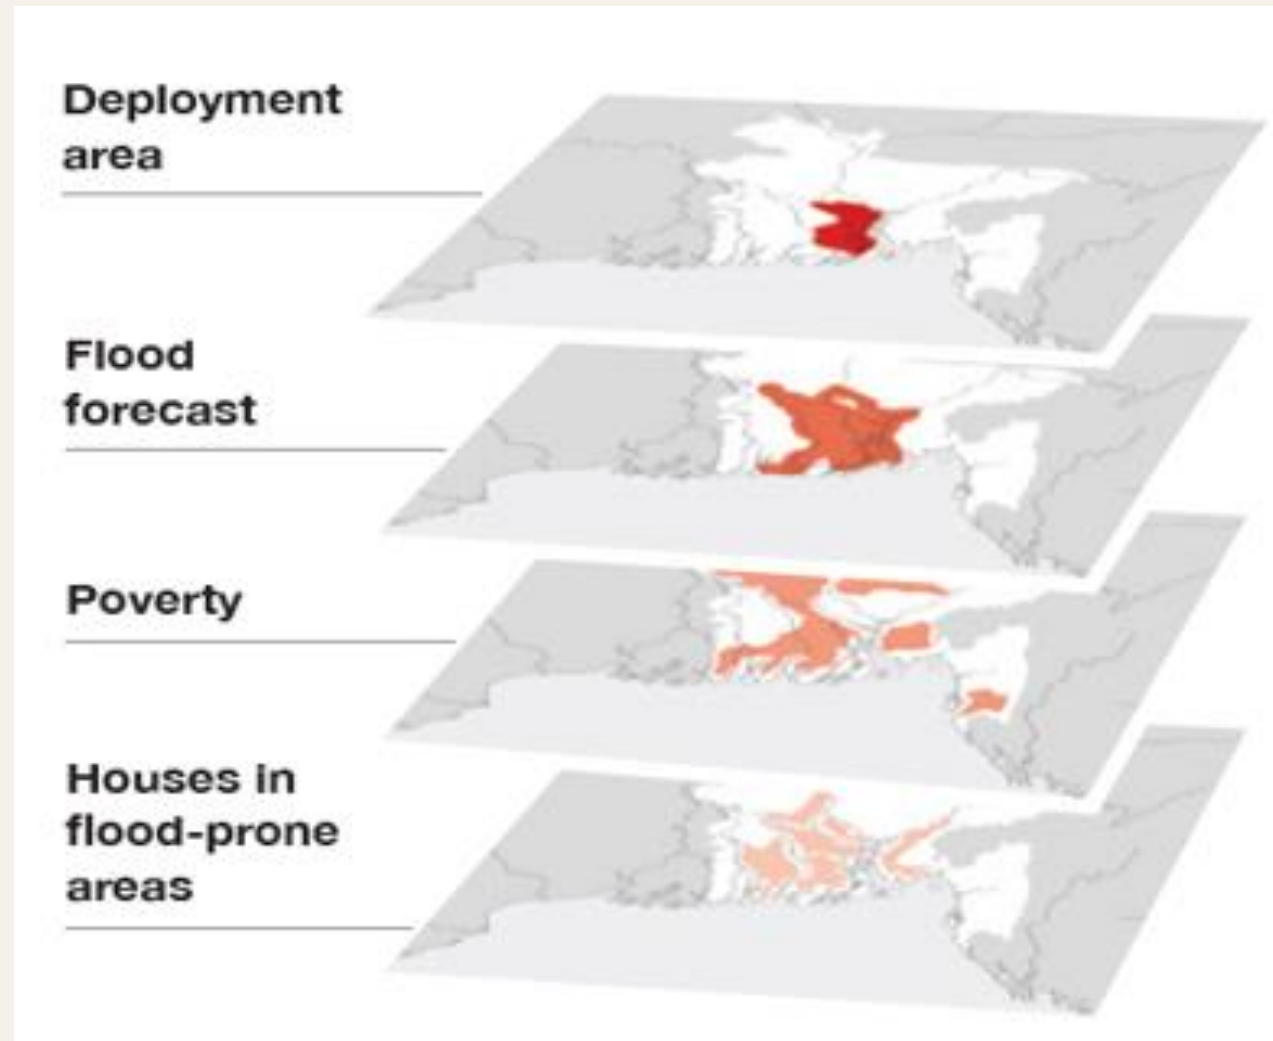 Deployment
area
Flood
forecast
Poverty
Houses in
flood-prone
areas